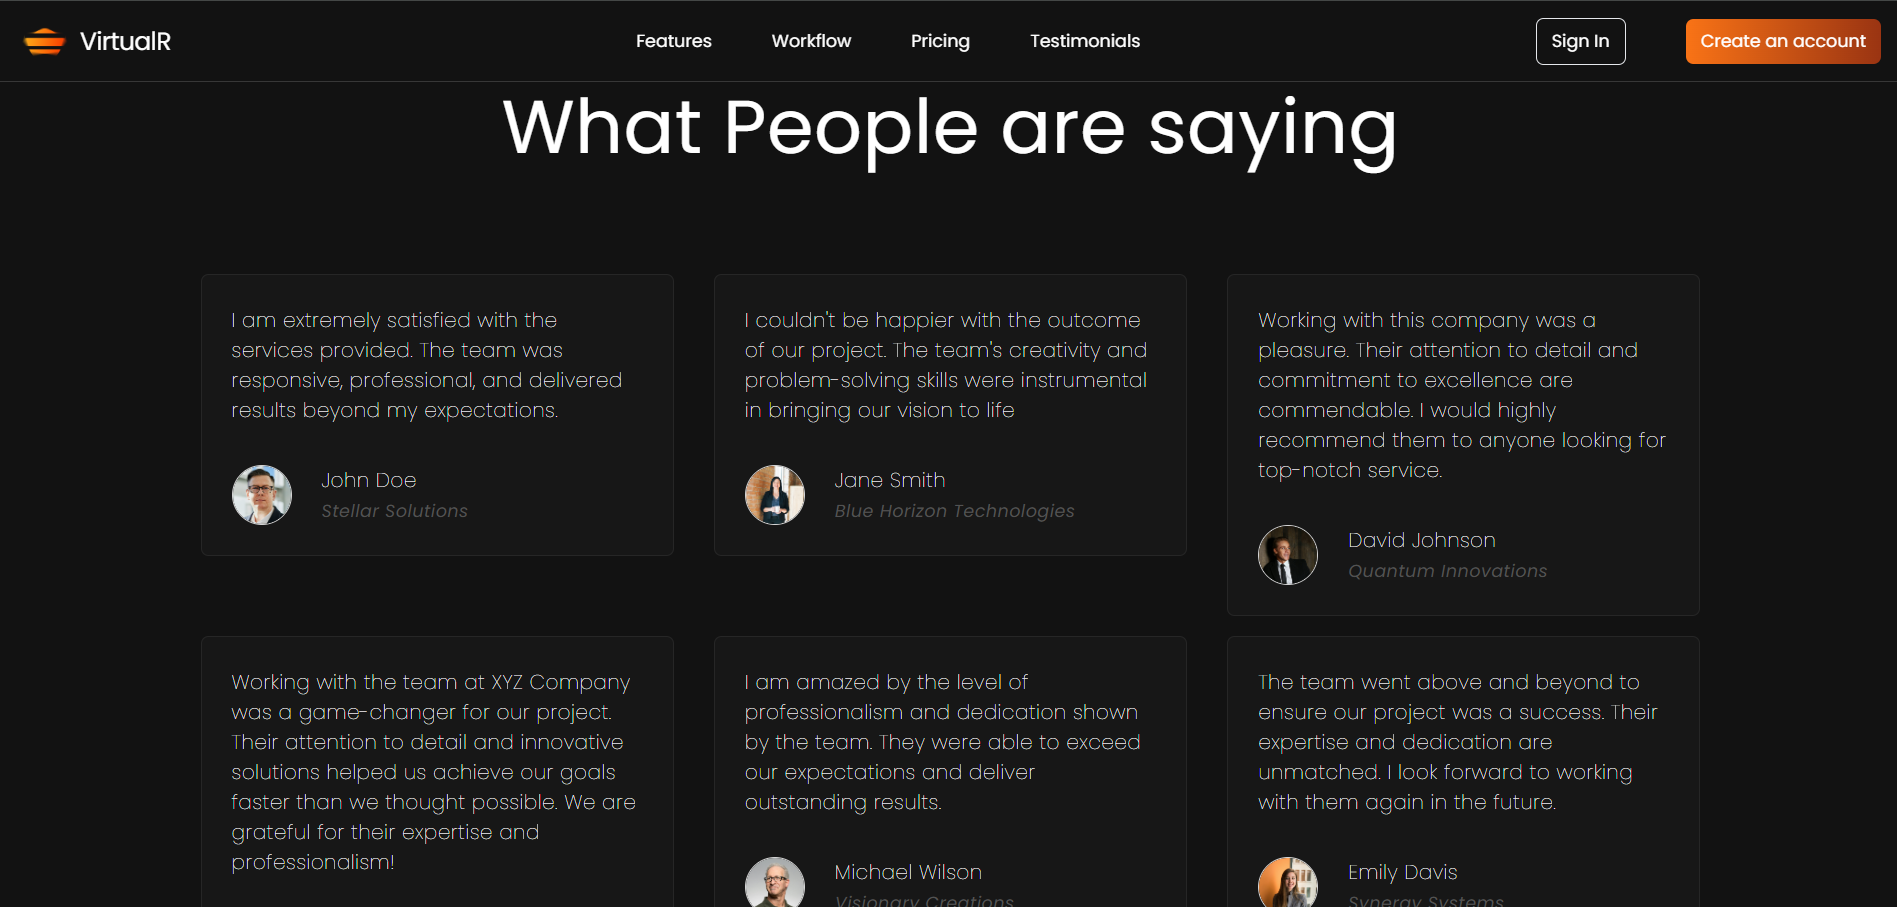 VirtualR
Features
Workflow
Pricing
Testimonials
Sign In
Create an account
What People are saying
I am extremely satisfied with the
services provided. The team was
responsive, professional, and delivered
results beyond my expectations.
John Doe
Stellar Solutions
I couldn't be happier with the outcome
of our project. The team's creativity and
problem-solving skills were instrumental
in bringing our vision to life
Jane Smith
Blue Horizon Technologies
Working with this company was a
pleasure. Their attention to detail and
commitment to excellence are
commendable. I would highly
recommend them to anyone looking for
top-notch service.
David Johnson
Quantum Innovations
Working with the team at XYZ Company
was a game-changer for our project.
Their attention to detail and innovative
solutions helped us achieve our goals
faster than we thought possible. We are
grateful for their expertise and
professionalism!
I am amazed by the level of
professionalism and dedication shown
by the team. They were able to exceed
our expectations and deliver
outstanding results.
Michael Wilson
Visionary Creations
The team went above and beyond to
ensure our project was a success. Their
expertise and dedication are
unmatched. I look forward to working
with them again in the future.
Emily Davis
Synergy Systems